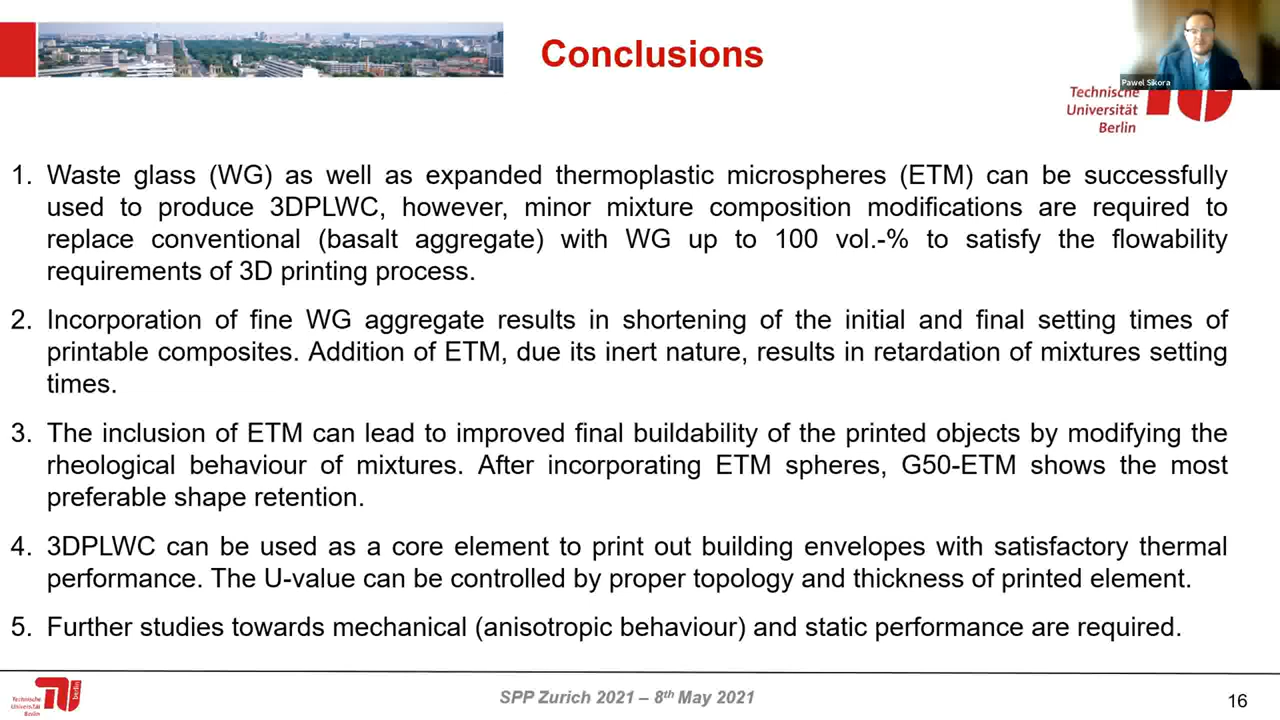 Conclusions
Pawel Sikora
Technische
Universität
Berlin
1. Waste glass (WG) as well as expanded thermoplastic microspheres (ETM) can be successfully
used to produce 3DPLWC, however, minor mixture composition modifications are required to
replace conventional (basalt aggregate) with WG up to 100 vol.-% to satisfy the flowability
requirements of 3D printing process.
2. Incorporation of fine WG aggregate results in shortening of the initial and final setting times of
printable composites. Addition of ETM, due its inert nature, results in retardation of mixtures setting
times.
3. The inclusion of ETM can lead to improved final buildability of the printed objects by modifying the
rheological behaviour of mixtures. After incorporating ETM spheres, G50-ETM shows the most
preferable shape retention.
4. 3DPLWC can be used as a core element to print out building envelopes with satisfactory thermal
performance. The U-value can be controlled by proper topology and thickness of printed element.
5. Further studies towards mechanical (anisotropic behaviour) and static performance are required.
Technische
Universität
Berlin
berlin
SPP Zurich 2021 – 8th May 2021
16